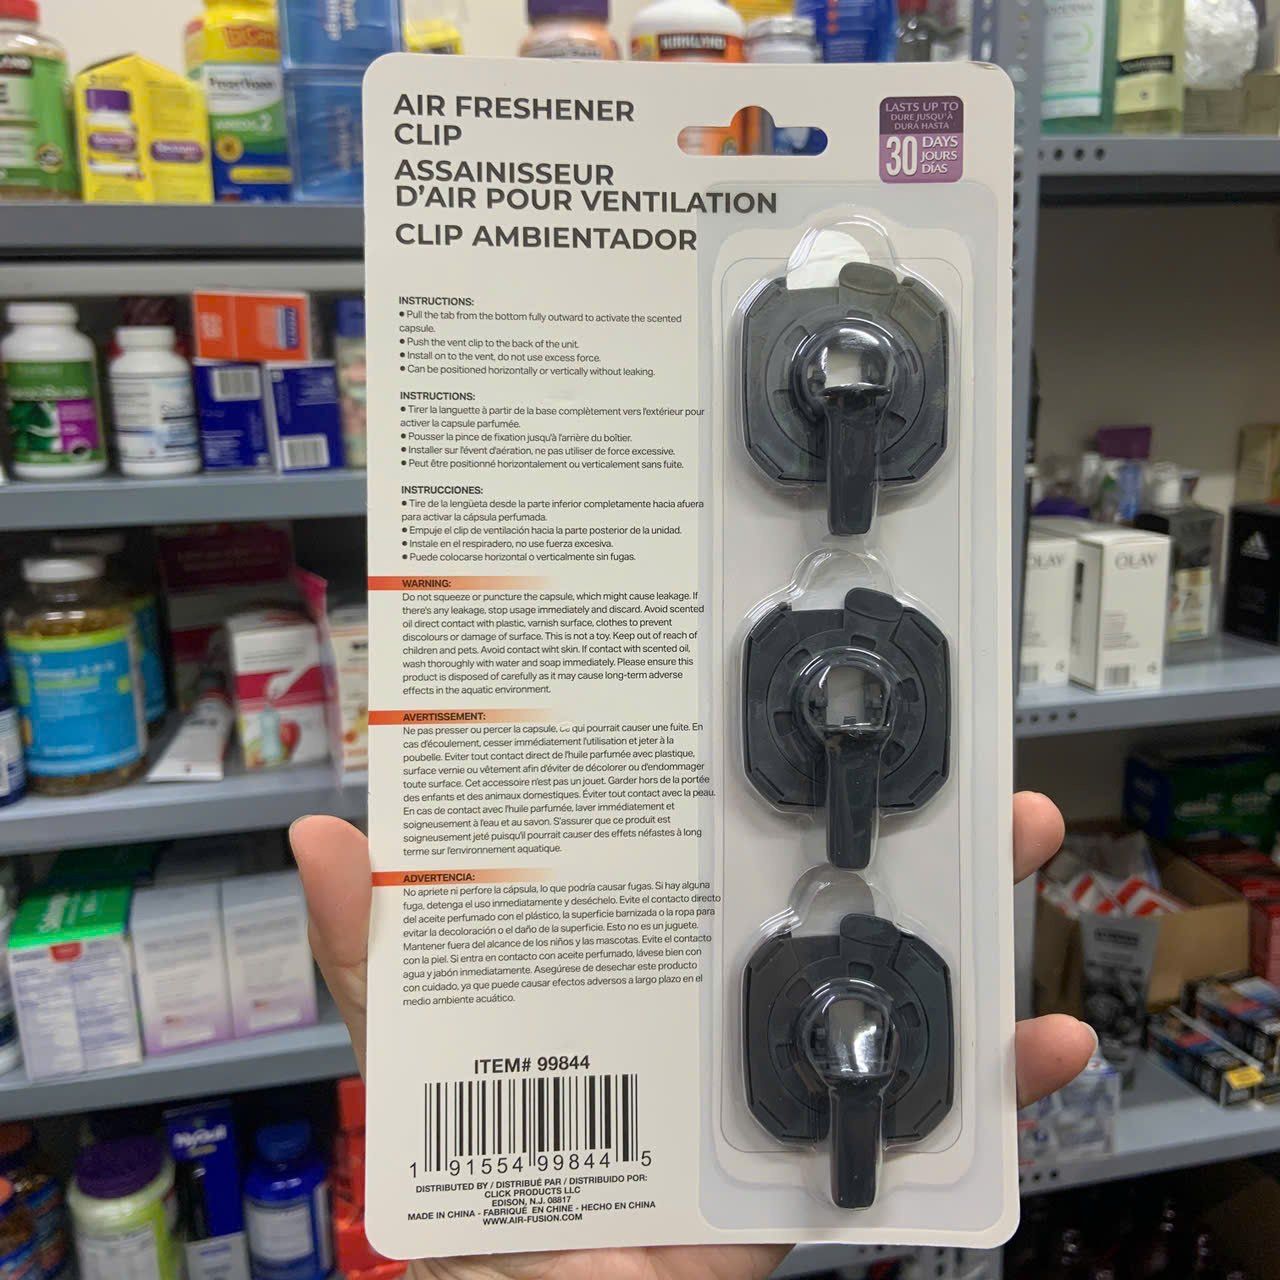 AIR FRESHENER
CLIP
ASSAINISSEUR
D'AIR POUR VENTILATION
CLIP AMBIENTADOR
LASTS UP TO
DURE JUSQU'À
DURA HASTA
30 DAYS
JOURS
DÍAS
INSTRUCTIONS:
• Pull the tab from the bottom fully outward to activate the scented
capsule.
• Push the vent clip to the back of the unit.
• Install on to the vent, do not use excess force.
• Can be positioned horizontally or vertically without leaking.
INSTRUCTIONS:
• Tirer la languette à partir de la base complètement vers l'extérieur pour
activer la capsule parfumée.
• Pousser la pince de fixation jusqu'à l'arrière du boîtier.
• Installer sur l'évent d'aération, ne pas utiliser de force excessive.
• Peut être positionné horizontalement ou verticalement sans fuite.
INSTRUCCIONES:
• Tire de la lengüeta desde la parte inferior completamente hacia afuera
para activar la cápsula perfumada.
• Empuje el clip de ventilación hacia la parte posterior de la unidad.
• Instale en el respiradero, no use fuerza excesiva.
• Puede colocarse horizontal o verticalmente sin fugas.
WARNING:
Do not squeeze or puncture the capsule, which might cause leakage. If
there's any leakage, stop usage immediately and discard. Avoid scented
oil direct contact with plastic, varnish surface, clothes to prevent
discolours or damage of surface. This is not a toy. Keep out of reach of
children and pets. Avoid contact wiht skin. If contact with scented oil,
wash thoroughly with water and soap immediately. Please ensure this
product is disposed of carefully as it may cause long-term adverse
effects in the aquatic environment.
AVERTISSEMENT:
Ne pas presser ou percer la capsule, ce qui pourrait causer une fuite. En
cas d'écoulement, cesser immédiatement l'utilisation et jeter à la
poubelle. Eviter tout contact direct de l'huile parfumée avec plastique,
surface vernie ou vêtement afin d'éviter de décolorer ou d'endommager
toute surface. Cet accessoire n'est pas un jouet. Garder hors de la portée
des enfants et des animaux domestiques. Éviter tout contact avec la peau.
En cas de contact avec l'huile parfumée, laver immédiatement et
soigneusement à l'eau et au savon. S'assurer que ce produit est
soigneusement jeté puisqu'il pourrait causer des effets néfastes à long
terme sur l'environnement aquatique.
ADVERTENCIA:
No apriete ni perfore la cápsula, lo que podría causar fugas. Si hay alguna
fuga, detenga el uso inmediatamente y deséchelo. Evite el contacto directo
del aceite perfumado con el plástico, la superficie barnizada o la ropa para
evitar la decoloración o el daño de la superficie. Esto no es un juguete.
Mantener fuera del alcance de los niños y las mascotas. Evite el contacto
con la piel. Si entra en contacto con aceite perfumado, lávese bien con
agua y jabón inmediatamente. Asegúrese de desechar este producto
con cuidado, ya que puede causar efectos adversos a largo plazo en el
medio ambiente acuático.
ITEM# 99844
1 91554 99844 5
DISTRIBUTED BY / DISTRIBUÉ PAR / DISTRIBUIDO POR:
CLICK PRODUCTS LLC
EDISON, N.J. 08817
MADE IN CHINA - FABRIQUÉ EN CHINE - HECHO EN CHINA
WWW.AIR-FUSION.COM
KIRKLAND
OLAY
OLAY